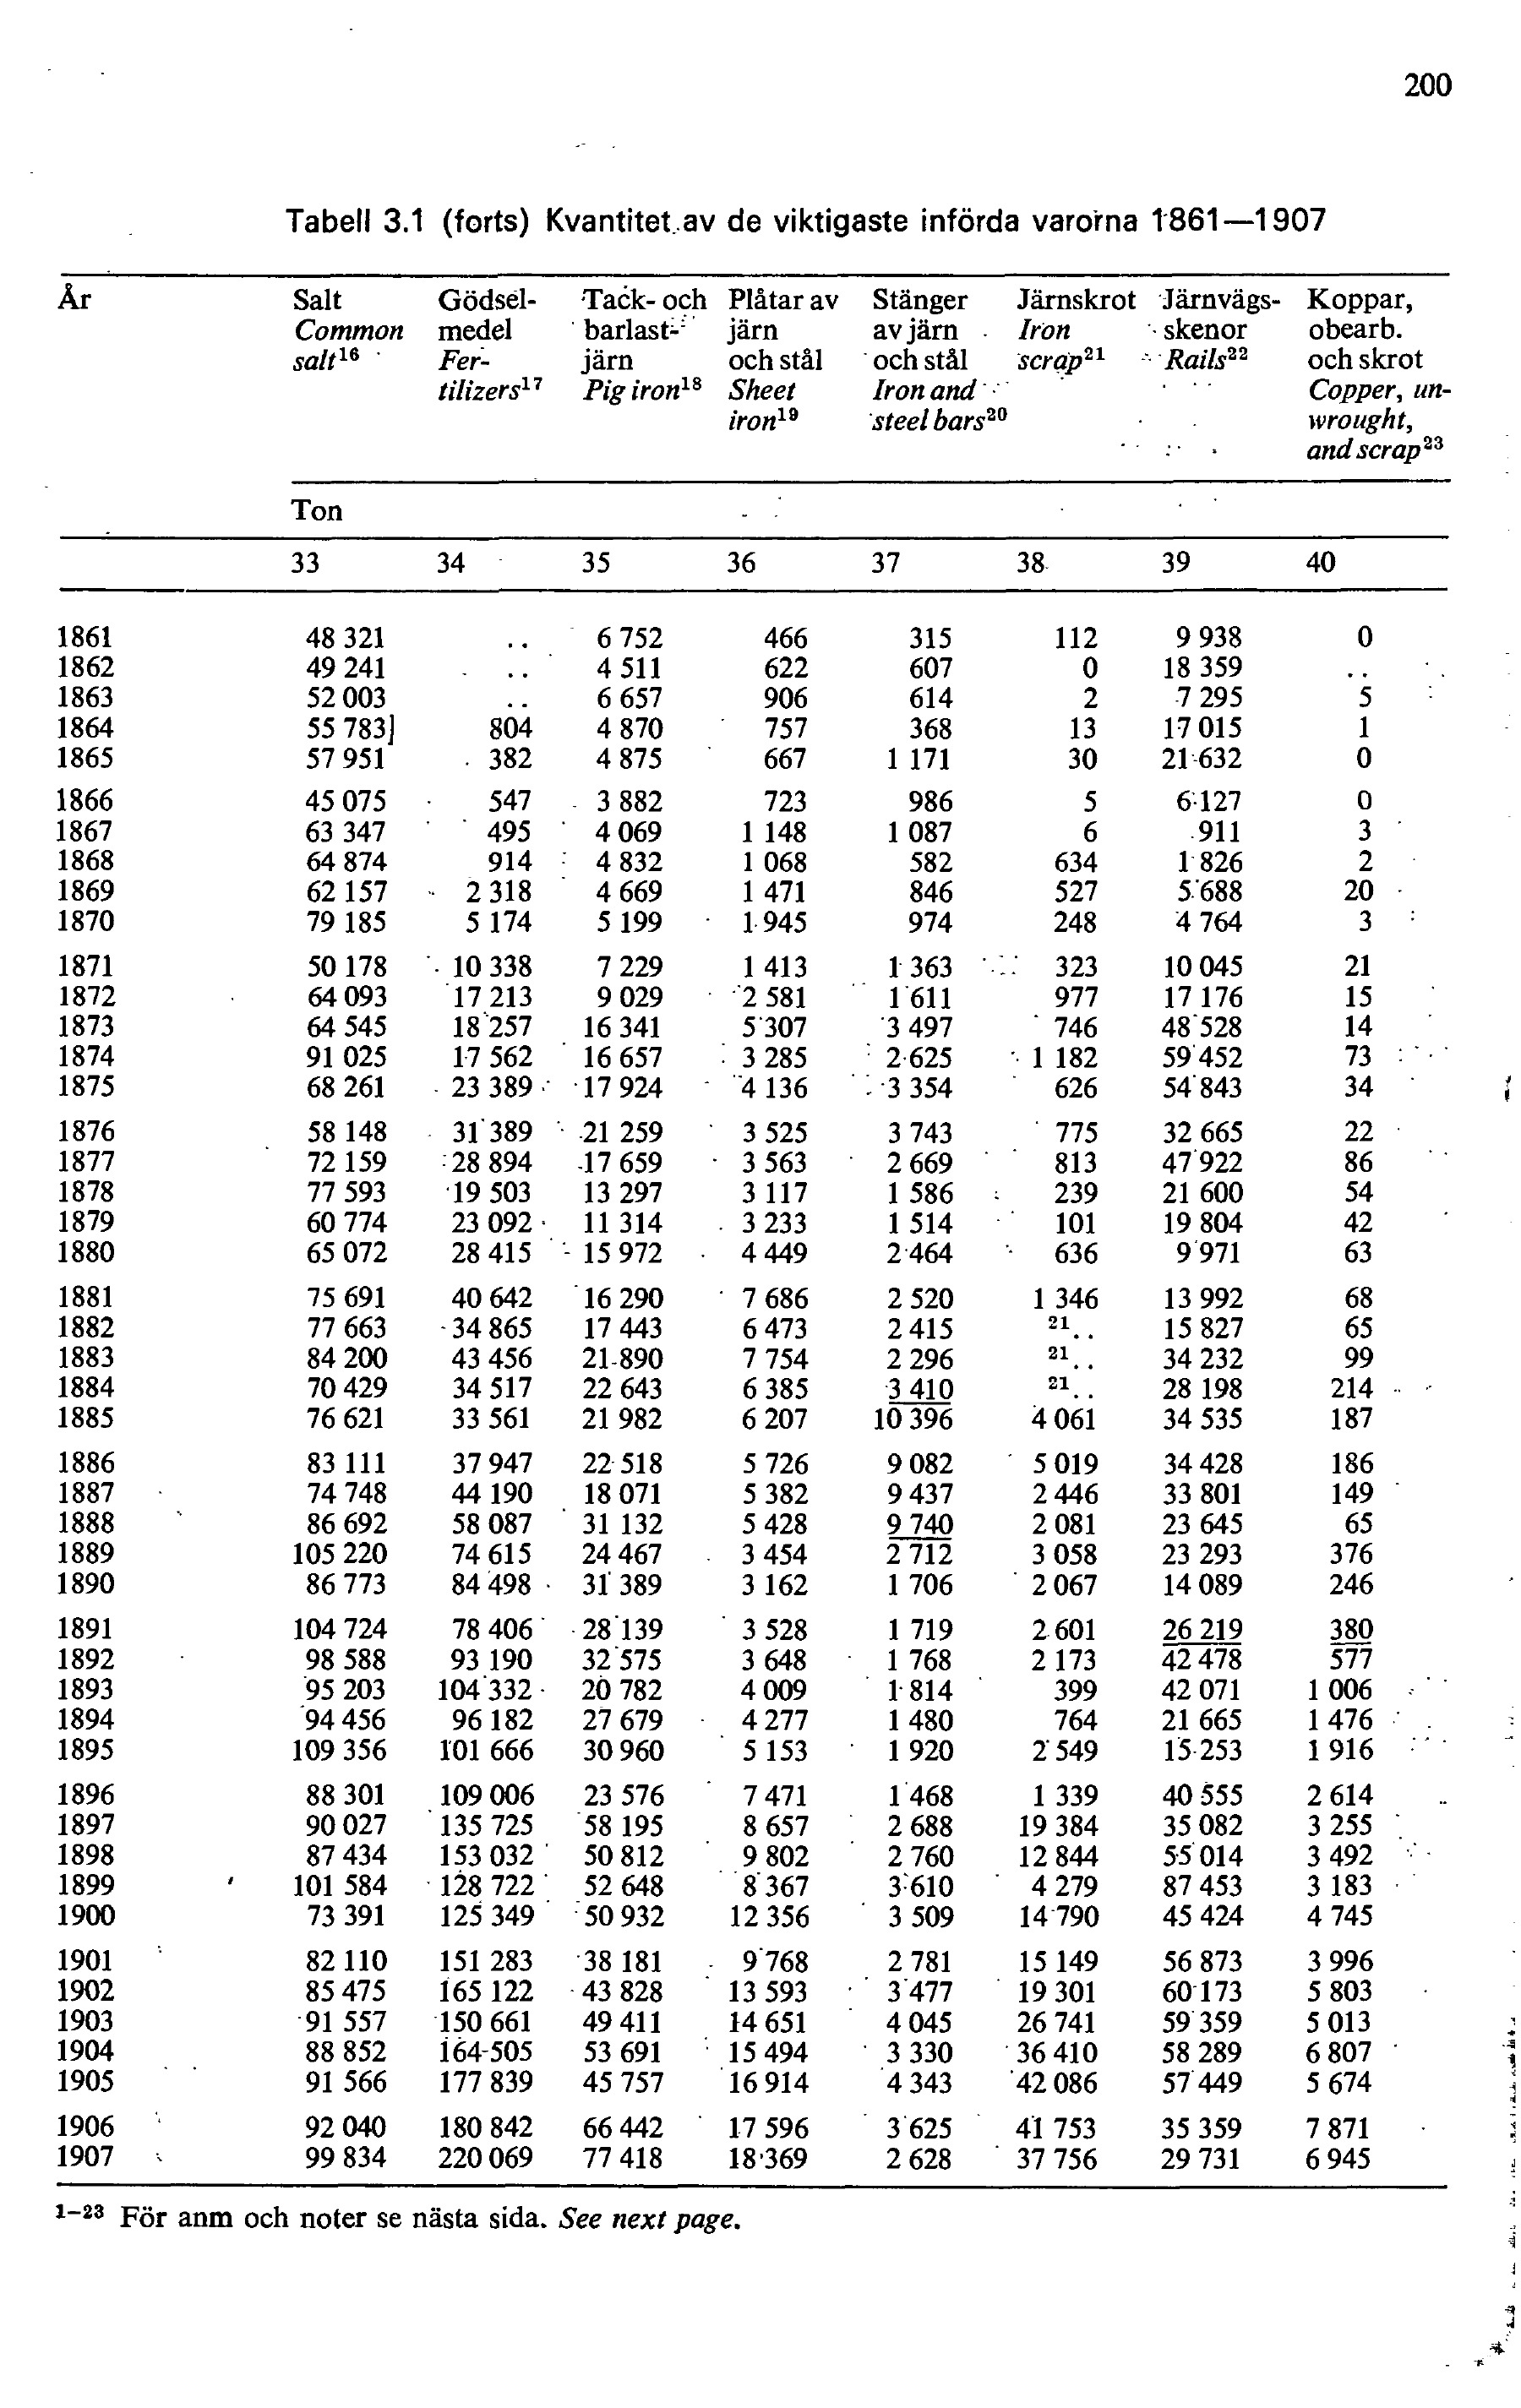 200
Tabell 3.1 (forts) Kvantitet av de viktigaste införda varorna 1861—1907
År Salt Gödsel- Tack- och Plåtar av Stänger Järnskrot Järnvägs- Koppar,
Common medel barlast- järn av järn Iron skenor obearb.
salt16 Fer- järn och stål och stål scrap21 Rails22 och skrot
tilizers17 Pig iron18 Sheet Iron and Copper, un-
iron19 steel bars20 wrought,
and scrap23
Ton
33 34 35 36 37 38 39 40
1861 48 321 .. 6 752 466 315 112 9 938 0
1862 49 241 .. 4 511 622 607 0 18 359 ..
1863 52 003 .. 6 657 906 614 2 7 295 5
1864 55 783] 804 4 870 757 368 13 17 015 1
1865 57 951 382 4 875 667 1 171 30 21 632 0
1866 45 075 547 3 882 723 986 5 6 127 0
1867 63 347 495 4 069 1 148 1 087 6 911 3
1868 64 874 914 4 832 1 068 582 634 1 826 2
1869 62 157 2 318 4 669 1 471 846 527 5 688 20
1870 79 185 5 174 5 199 1 945 974 248 4 764 3
1871 50 178 10 338 7 229 1 413 1 363 323 10 045 21
1872 64 093 17 213 9 029 2 581 1 611 977 17 176 15
1873 64 545 18 257 16 341 5 307 3 497 746 48 528 14
1874 91 025 17 562 16 657 3 285 2 625 1 182 59 452 73
1875 68 261 23 389 17 924 4 136 3 354 626 54 843 34
1876 58 148 31 389 21 259 3 525 3 743 775 32 665 22
1877 72 159 28 894 17 659 3 563 2 669 813 47 922 86
1878 77 593 19 503 13 297 3 117 1 586 239 21 600 54
1879 60 774 23 092 11 314 3 233 1 514 101 19 804 42
1880 65 072 28 415 15 972 4 449 2 464 636 9 971 63
1881 75 691 40 642 16 290 7 686 2 520 1 346 13 992 68
1882 77 663 34 865 17 443 6 473 2 415 21.. 15 827 65
1883 84 200 43 456 21 890 7 754 2 296 21.. 34 232 99
1884 70 429 34 517 22 643 6 385 3 410 21.. 28 198 214
1885 76 621 33 561 21 982 6 207 10 396 4 061 34 535 187
1886 83 111 37 947 22 518 5 726 9 082 5 019 34 428 186
1887 74 748 44 190 18 071 5 382 9 437 2 446 33 801 149
1888 86 692 58 087 31 132 5 428 9 740 2 081 23 645 65
1889 105 220 74 615 24 467 3 454 2 712 3 058 23 293 376
1890 86 773 84 498 31 389 3 162 1 706 2 067 14 089 246
1891 104 724 78 406 28 139 3 528 1 719 2 601 26 219 380
1892 98 588 93 190 32 575 3 648 1 768 2 173 42 478 577
1893 95 203 104 332 20 782 4 009 1 814 399 42 071 1 006
1894 94 456 96 182 27 679 4 277 1 480 764 21 665 1 476
1895 109 356 101 666 30 960 5 153 1 920 2 549 15 253 1 916
1896 88 301 109 006 23 576 7 471 1 468 1 339 40 555 2 614
1897 90 027 135 725 58 195 8 657 2 688 19 384 35 082 3 255
1898 87 434 153 032 50 812 9 802 2 760 12 844 55 014 3 492
1899 101 584 128 722 52 648 8 367 3 610 4 279 87 453 3 183
1900 73 391 125 349 50 932 12 356 3 509 14 790 45 424 4 745
1901 82 110 151 283 38 181 9 768 2 781 15 149 56 873 3 996
1902 85 475 165 122 43 828 13 593 3 477 19 301 60 173 5 803
1903 91 557 150 661 49 411 14 651 4 045 26 741 59 359 5 013
1904 88 852 164 505 53 691 15 494 3 330 36 410 58 289 6 807
1905 91 566 177 839 45 757 16 914 4 343 42 086 57 449 5 674
1906 92 040 180 842 66 442 17 596 3 625 41 753 35 359 7 871
1907 99 834 220 069 77 418 18 369 2 628 37 756 29 731 6 945
1–23 För anm och noter se nästa sida. See next page.